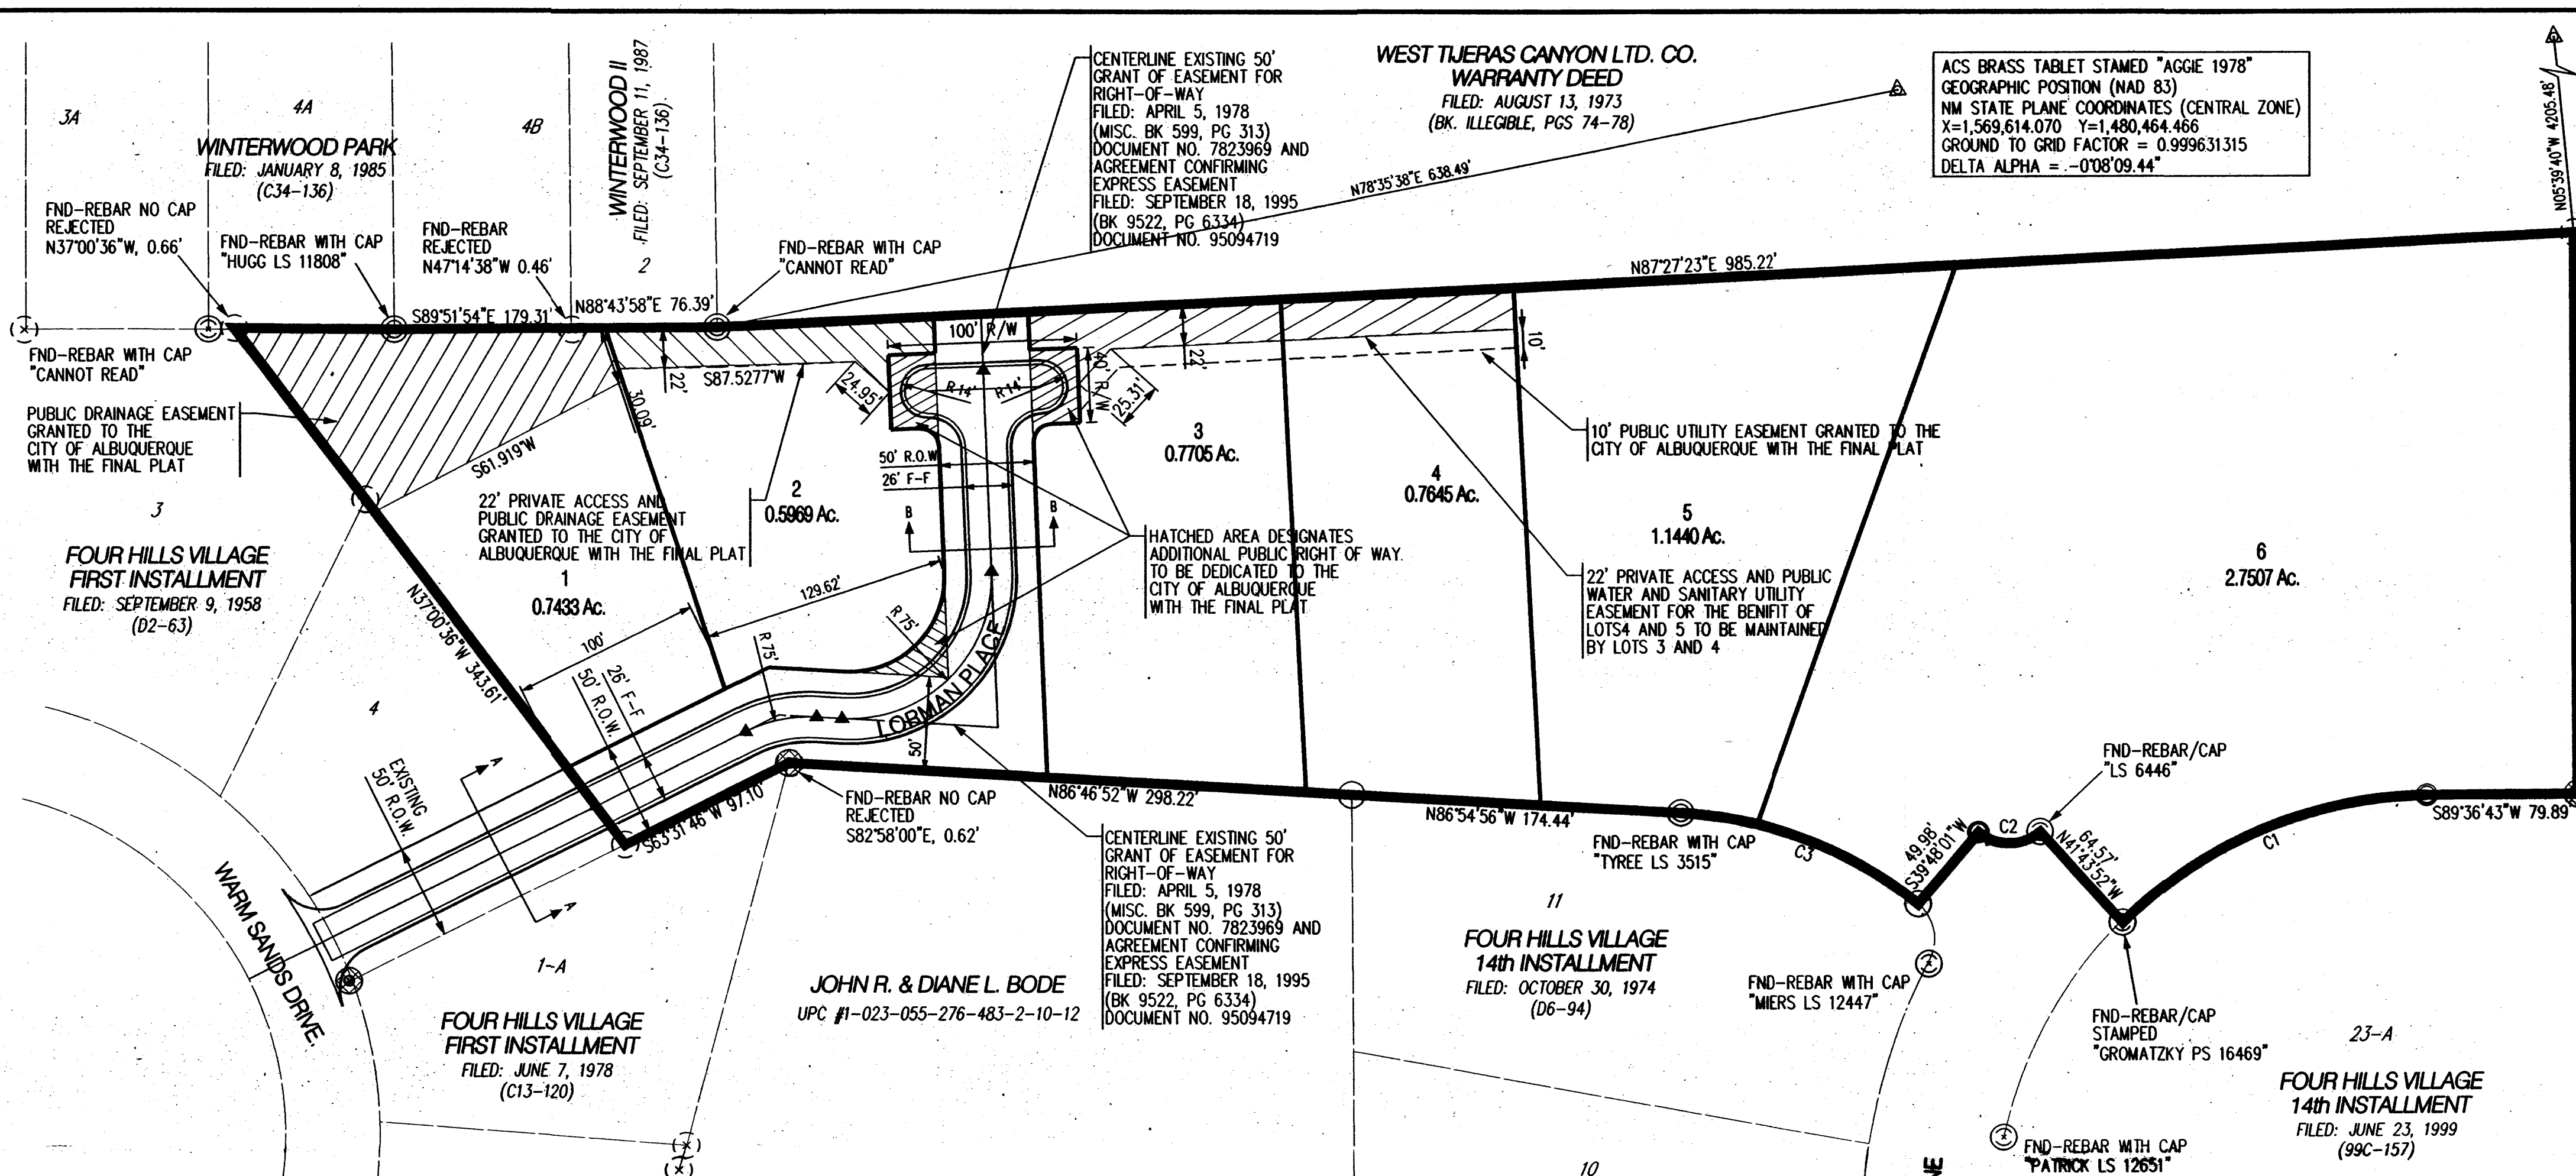 3A
4A
4B
WINTERWOOD PARK
FILED: JANUARY 8, 1985
(C34-136)
WINTERWOOD II
FILED: SEPTEMBER 11, 1987
(C34-136)
2
CENTERLINE EXISTING 50'
GRANT OF EASEMENT FOR
RIGHT-OF-WAY
FILED: APRIL 5, 1978
(MISC. BK 599, PG 313)
DOCUMENT NO. 7823969 AND
AGREEMENT CONFIRMING
EXPRESS EASEMENT
FILED: SEPTEMBER 18, 1995
(BK 9522, PG 6334)
DOCUMENT NO. 95094719
WEST TIJERAS CANYON LTD. CO.
WARRANTY DEED
FILED: AUGUST 13, 1973
(BK. ILLEGIBLE, PGS 74-78)
ACS BRASS TABLET STAMED "AGGIE 1978"
GEOGRAPHIC POSITION (NAD 83)
NM STATE PLANE COORDINATES (CENTRAL ZONE)
X=1,569,614.070 Y=1,480,464.466
GROUND TO GRID FACTOR = 0.999631315
DELTA ALPHA = -0°08'09.44"
N05°39'40"W 4205.48'
N78°35'38"E 638.49'
FND-REBAR NO CAP
REJECTED
N37°00'36"W, 0.66'
FND-REBAR WITH CAP
"HUGG LS 11808"
FND-REBAR
REJECTED
N47°14'38"W 0.46'
FND-REBAR WITH CAP
"CANNOT READ"
S89°51'54"E 179.31'
N88°43'58"E 76.39'
N87°27'23"E 985.22'
FND-REBAR WITH CAP
"CANNOT READ"
PUBLIC DRAINAGE EASEMENT
GRANTED TO THE
CITY OF ALBUQUERQUE
WITH THE FINAL PLAT
S61.919°W
30.09'
22'
S87.5277°W
24.95'
100' R/W
R 14'
R 14'
40' R/W
25.31'
22'
10'
10' PUBLIC UTILITY EASEMENT GRANTED TO THE
CITY OF ALBUQUERQUE WITH THE FINAL PLAT
3
FOUR HILLS VILLAGE
FIRST INSTALLMENT
FILED: SEPTEMBER 9, 1958
(D2-63)
22' PRIVATE ACCESS AND
PUBLIC DRAINAGE EASEMENT
GRANTED TO THE CITY OF
ALBUQUERQUE WITH THE FINAL PLAT
1
0.7433 Ac.
2
0.5969 Ac.
50' R.O.W
26' F-F
B
B
3
0.7705 Ac.
4
0.7645 Ac.
5
1.1440 Ac.
6
2.7507 Ac.
HATCHED AREA DESIGNATES
ADDITIONAL PUBLIC RIGHT OF WAY.
TO BE DEDICATED TO THE
CITY OF ALBUQUERQUE
WITH THE FINAL PLAT
22' PRIVATE ACCESS AND PUBLIC
WATER AND SANITARY UTILITY
EASEMENT FOR THE BENIFIT OF
LOTS4 AND 5 TO BE MAINTAINED
BY LOTS 3 AND 4
N37°00'36"W 343.61'
129.62'
100'
R 75'
R 75'
26' F-F
50' R.O.W.
TORMAN PLACE
50'
4
EXISTING
50' R.O.W.
A
A
S63°31'46"W 97.10'
FND-REBAR NO CAP
REJECTED
S82°58'00"E, 0.62'
N86°46'52"W 298.22'
N86°54'56"W 174.44'
FND-REBAR WITH CAP
"TYREE LS 3515"
C3
49.98'
S39°48'01"W
C2
FND-REBAR/CAP
"LS 6446"
64.57'
N41°43'52"W
C1
S89°36'43"W 79.89'
WARM SANDS DRIVE.
1-A
FOUR HILLS VILLAGE
FIRST INSTALLMENT
FILED: JUNE 7, 1978
(C13-120)
JOHN R. & DIANE L. BODE
UPC #1-023-055-276-483-2-10-12
CENTERLINE EXISTING 50'
GRANT OF EASEMENT FOR
RIGHT-OF-WAY
FILED: APRIL 5, 1978
(MISC. BK 599, PG 313)
DOCUMENT NO. 7823969 AND
AGREEMENT CONFIRMING
EXPRESS EASEMENT
FILED: SEPTEMBER 18, 1995
(BK 9522, PG 6334)
DOCUMENT NO. 95094719
11
FOUR HILLS VILLAGE
14th INSTALLMENT
FILED: OCTOBER 30, 1974
(D6-94)
FND-REBAR WITH CAP
"MIERS LS 12447"
FND-REBAR/CAP
STAMPED
"GROMATZKY PS 16469"
23-A
FOUR HILLS VILLAGE
14th INSTALLMENT
FILED: JUNE 23, 1999
(99C-157)
FND-REBAR WITH CAP
"PATRICK LS 12651"
10